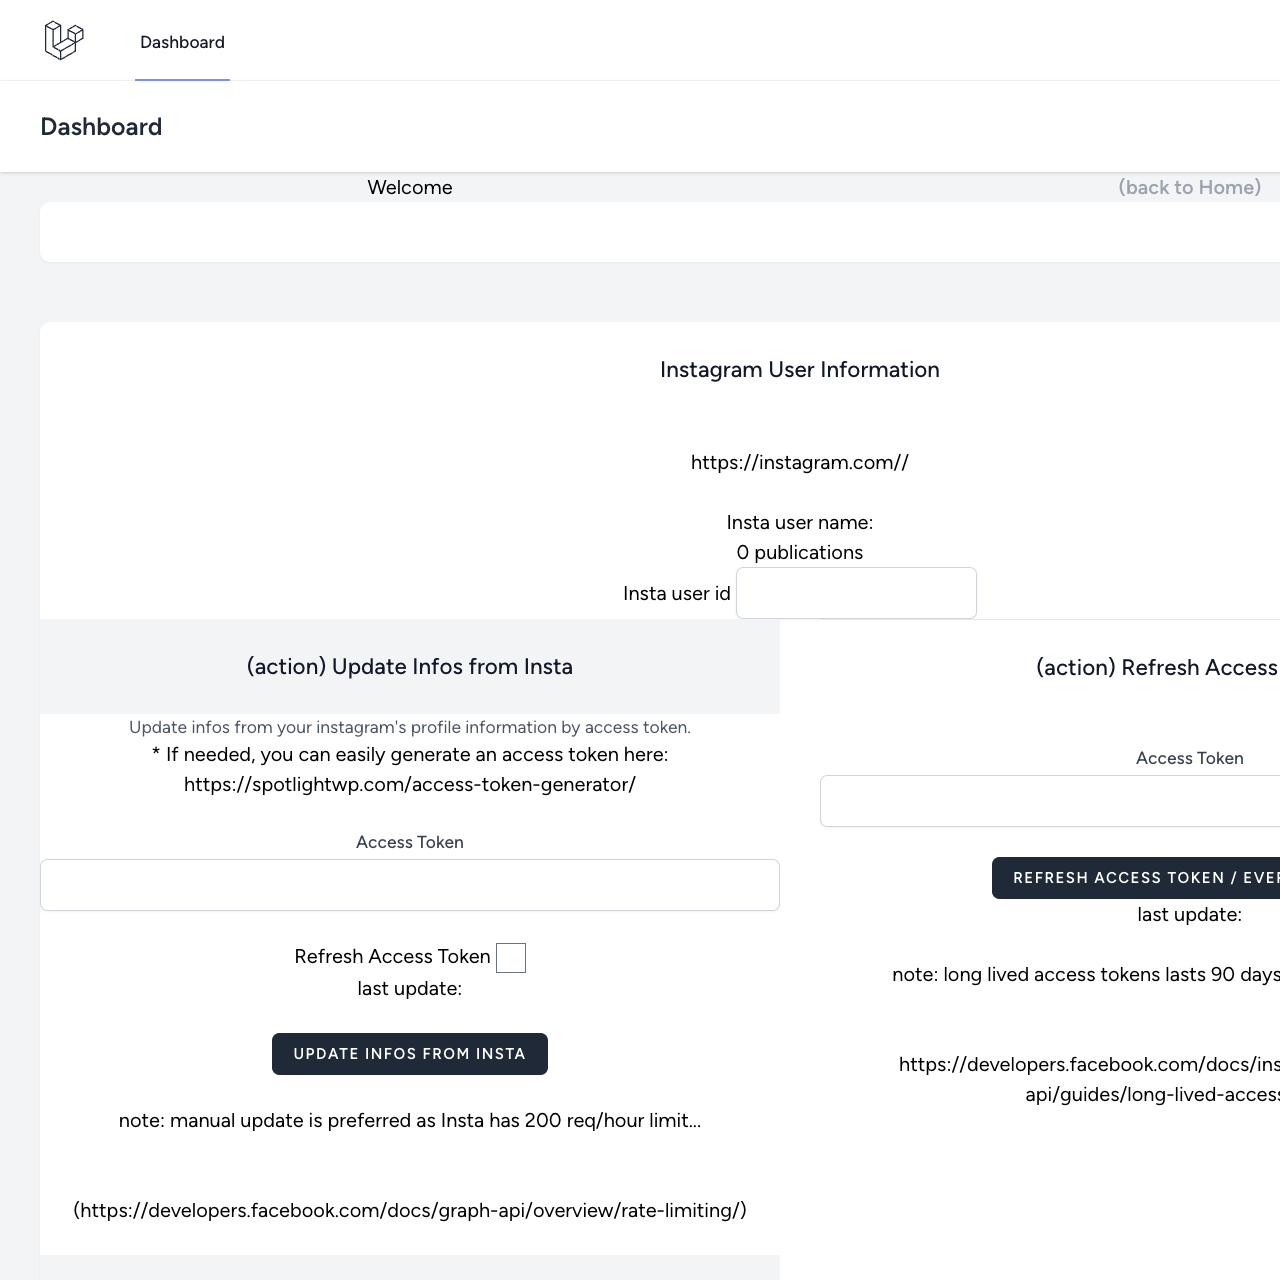 Dashboard
Dashboard
Welcome
(back to Home)
Instagram User Information
https://instagram.com//
Insta user name:
0 publications
Insta user id
(action) Update Infos from Insta
Update infos from your instagram's profile information by access token.
* If needed, you can easily generate an access token here:
https://spotlightwp.com/access-token-generator/
Access Token
Refresh Access Token
last update:
UPDATE INFOS FROM INSTA
note: manual update is preferred as Insta has 200 req/hour limit...
(https://developers.facebook.com/docs/graph-api/overview/rate-limiting/)
(action) Refresh Access
Access Token
REFRESH ACCESS TOKEN /
last update:
note: long lived access tokens lasts 90 days
https://developers.facebook.com/docs/ins
api/guides/long-lived-access